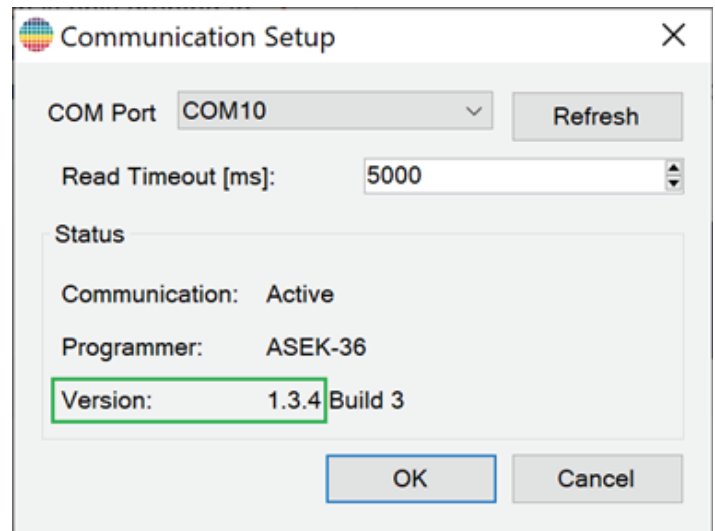 Communication Setup
COM Port COM10 Refresh
Read Timeout [ms]: 5000
Status
Communication: Active
Programmer: ASEK-36
Version: 1.3.4 Build 3
OK Cancel